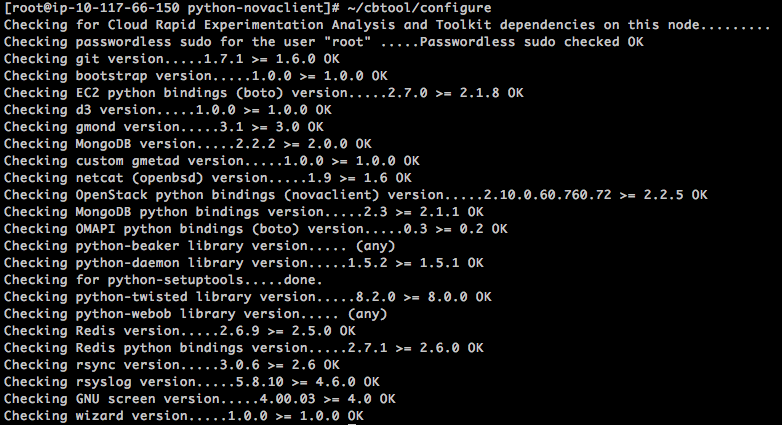 [root@ip-10-117-66-150 python-novaclient]# ~/cbtool/configure
Checking for Cloud Rapid Experimentation Analysis and Toolkit dependencies on this node.........
Checking passwordless sudo for the user "root" .....Passwordless sudo checked OK
Checking git version.....1.7.1 >= 1.6.0 OK
Checking bootstrap version.....1.0.0 >= 1.0.0 OK
Checking EC2 python bindings (boto) version.....2.7.0 >= 2.1.8 OK
Checking d3 version.....1.0.0 >= 1.0.0 OK
Checking gmond version.....3.1 >= 3.0 OK
Checking MongoDB version.....2.2.2 >= 2.0.0 OK
Checking custom gmetad version.....1.0.0 >= 1.0.0 OK
Checking netcat (openbsd) version.....1.9 >= 1.6 OK
Checking OpenStack python bindings (novaclient) version.....2.10.0.60.760.72 >= 2.2.5 OK
Checking MongoDB python bindings version.....2.3 >= 2.1.1 OK
Checking OMAPI python bindings (boto) version.....0.3 >= 0.2 OK
Checking python-beaker library version..... (any)
Checking python-daemon library version.....1.5.2 >= 1.5.1 OK
Checking for python-setuptools.....done.
Checking python-twisted library version.....8.2.0 >= 8.0.0 OK
Checking python-webob library version..... (any)
Checking Redis version.....2.6.9 >= 2.5.0 OK
Checking Redis python bindings version.....2.7.1 >= 2.6.0 OK
Checking rsync version.....3.0.6 >= 2.6 OK
Checking rsyslog version.....5.8.10 >= 4.6.0 OK
Checking GNU screen version.....4.00.03 >= 4.0 OK
Checking wizard version.....1.0.0 >= 1.0.0 OK